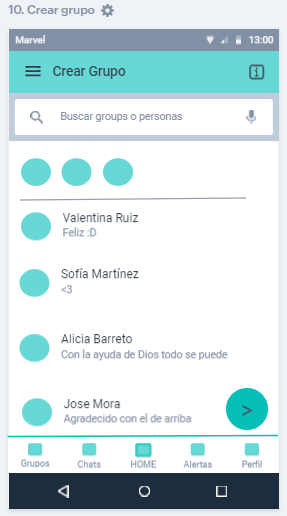 10. Crear grupo
Marvel 13:00
Crear Grupo
Buscar groups o personas
Valentina Ruiz
Feliz :D
Sofía Martínez
<3
Alicia Barreto
Con la ayuda de Dios todo se puede
Jose Mora
Agradecido con el de arriba
>
Grupos Chats HOME Alertas Perfil